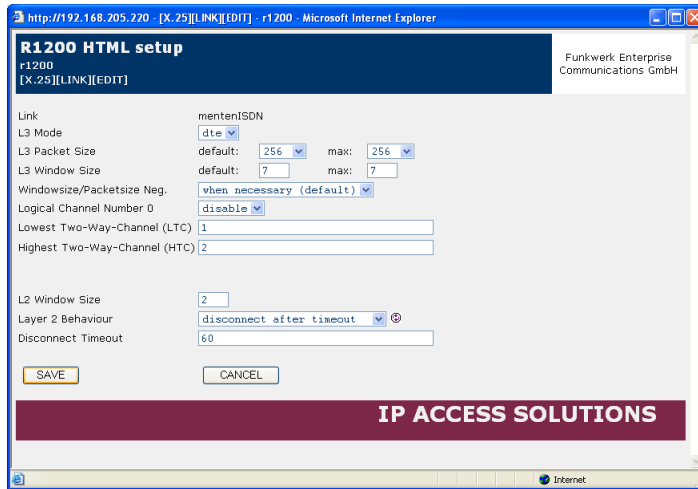 http://192.168.205.220 - [X.25][LINK][EDIT] - r1200 - Microsoft Internet Explorer
R1200 HTML setup
r1200
[X.25][LINK][EDIT]
Funkwerk Enterprise
Communications GmbH
Link mentenISDN
L3 Mode dte
L3 Packet Size default: 256 max: 256
L3 Window Size default: 7 max: 7
Windowsize/Packetsize Neg. when necessary (default)
Logical Channel Number 0 disable
Lowest Two-Way-Channel (LTC) 1
Highest Two-Way-Channel (HTC) 2
L2 Window Size 2
Layer 2 Behaviour disconnect after timeout
Disconnect Timeout 60
SAVE CANCEL
IP ACCESS SOLUTIONS
Internet